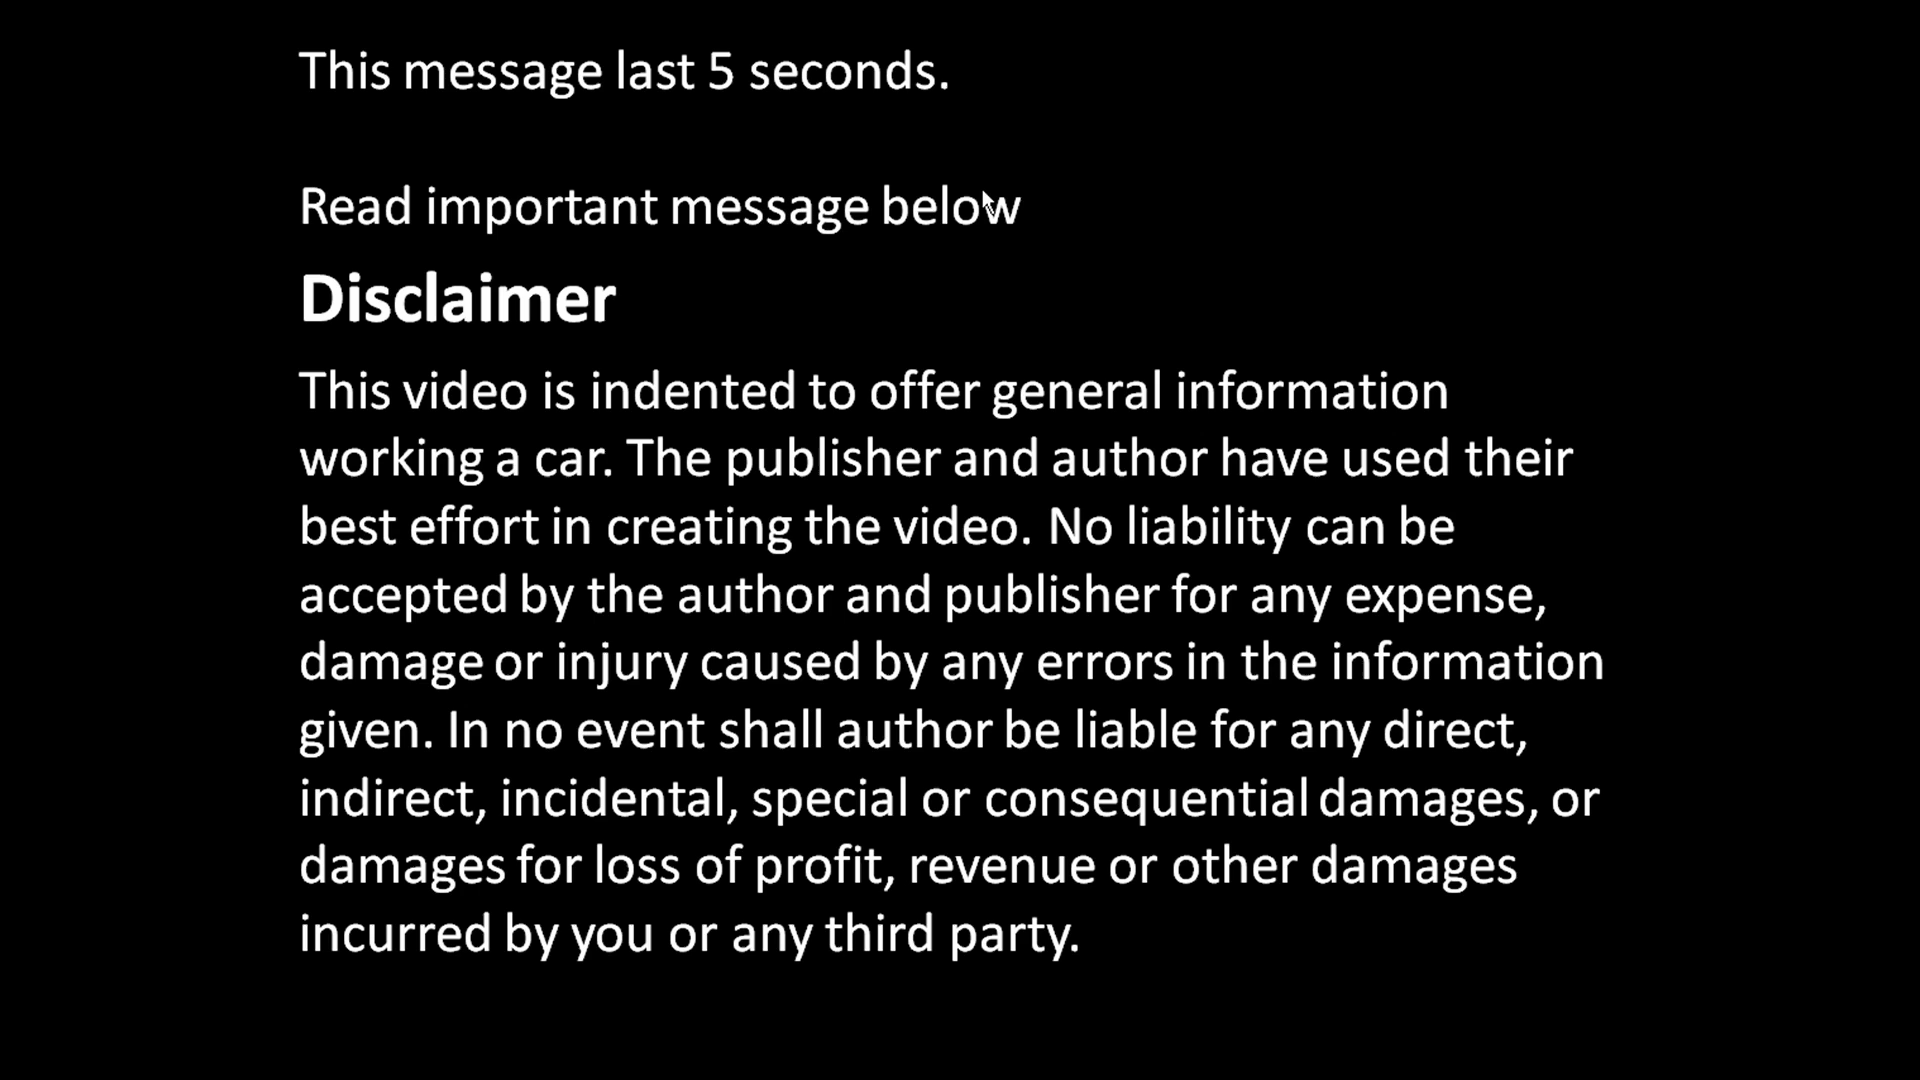 This message last 5 seconds.
Read important message below
Disclaimer
This video is indented to offer general information
working a car. The publisher and author have used their
best effort in creating the video. No liability can be
accepted by the author and publisher for any expense,
damage or injury caused by any errors in the information
given. In no event shall author be liable for any direct,
indirect, incidental, special or consequential damages, or
damages for loss of profit, revenue or other damages
incurred by you or any third party.